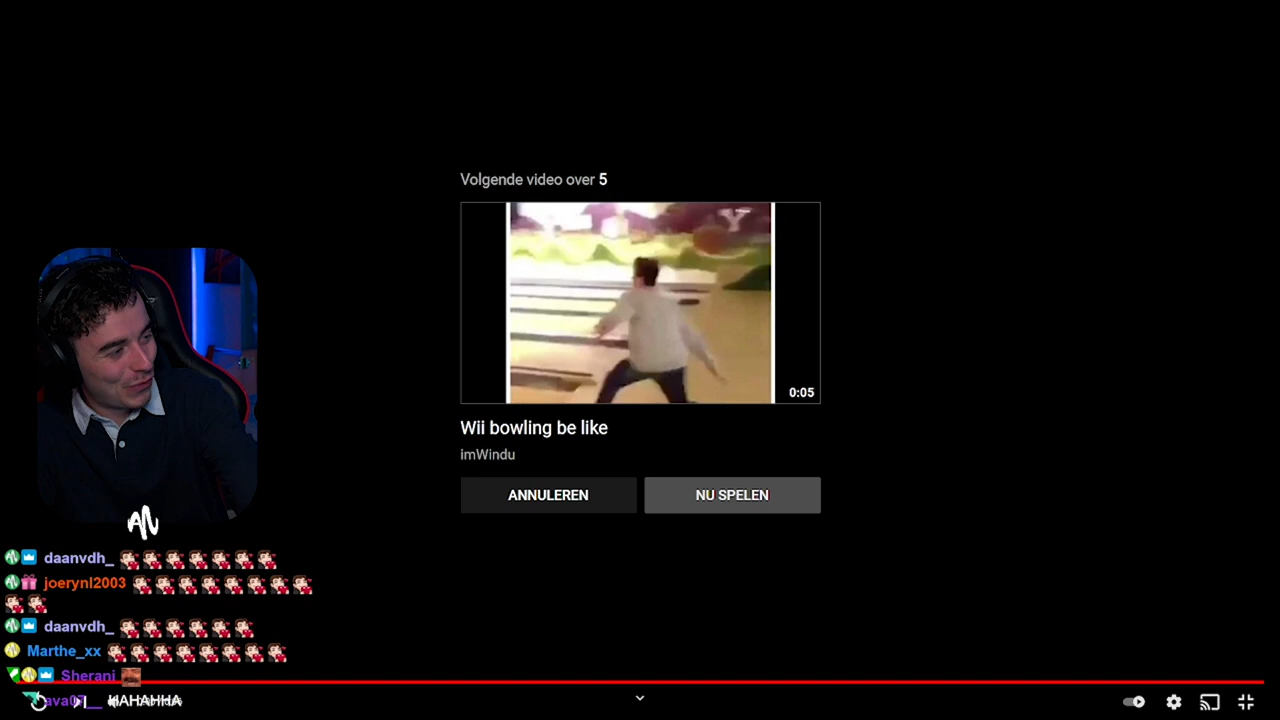 Volgende video over 5
0:05
Wii bowling be like
imWindu
ANNULEREN
NU SPELEN
daanvdh_
joerynl2003
daanvdh_
Marthe_xx
Sherani
HAHAHHA